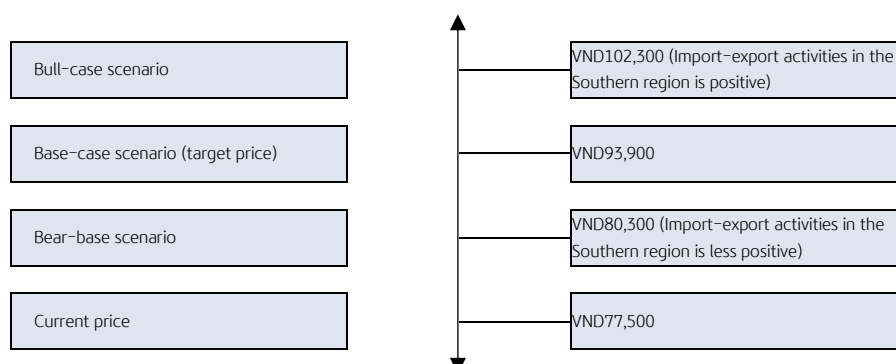 Bull-case scenario
VND102,300 (Import-export activities in the
Southern region is positive)
Base-case scenario (target price)
VND93,900
Bear-base scenario
VND80,300 (Import-export activities in the
Southern region is less positive)
Current price
VND77,500